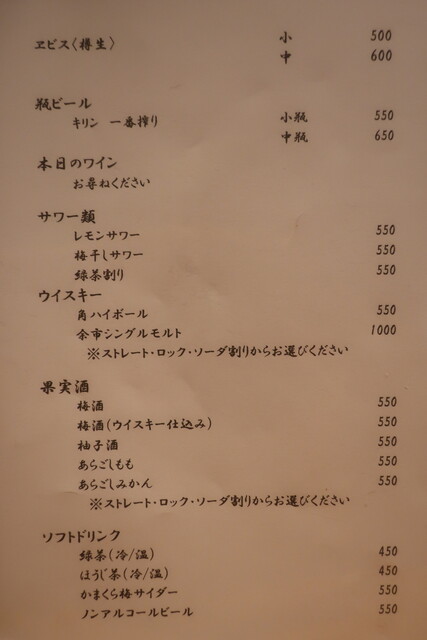 ヱビス〈樽生〉 小 500
中 600
瓶ビール
キリン 一番搾り 小瓶 550
中瓶 650
本日のワイン
お尋ねください
サワー類
レモンサワー 550
梅干しサワー 550
緑茶割り 550
ウイスキー
角ハイボール 550
余市シングルモルト 1000
※ストレート・ロック・ソーダ割りからお選びください
果実酒
梅酒 550
梅酒(ウイスキー仕込み) 550
柚子酒 550
あらごしもも 550
あらごしみかん 550
※ストレート・ロック・ソーダ割りからお選びください
ソフトドリンク
緑茶(冷/温) 450
ほうじ茶(冷/温) 450
かまくら梅サイダー 550
ノンアルコールビール 550